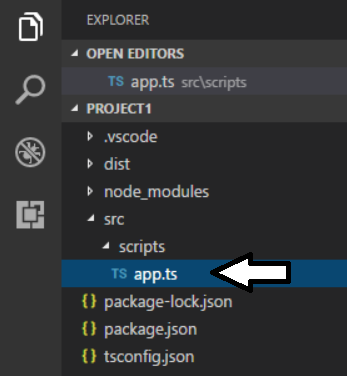 EXPLORER
OPEN EDITORS
TS app.ts src\scripts
PROJECT1
.vscode
dist
node_modules
src
scripts
TS app.ts
{} package-lock.json
{} package.json
{} tsconfig.json